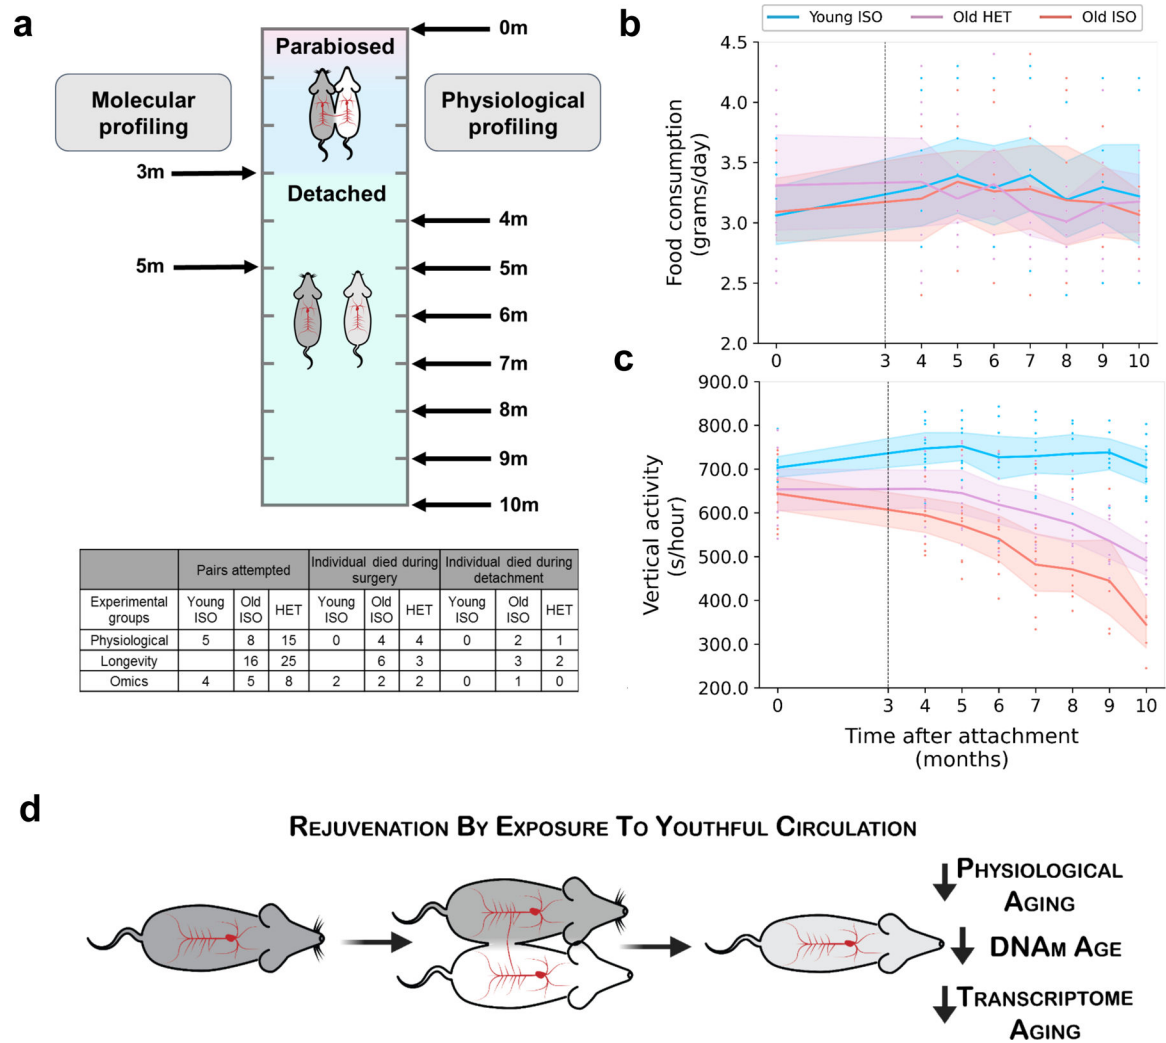 a
Parabiosed
0m
Molecular
profiling
Physiological
profiling
3m
Detached
4m
5m
5m
6m
7m
8m
9m
10m
Pairs attempted
Individual died during
surgery
Individual died during
detachment
Experimental
groups
Young
ISO
Old
ISO
HET
Young
ISO
Old
ISO
HET
Young
ISO
Old
ISO
HET
Physiological 5 8 15 0 4 4 0 2 1
Longevity 16 25 6 3 3 2
Omics 4 5 8 2 2 2 0 1 0
b
Young ISO Old HET Old ISO
4.5
4.0
3.5
3.0
2.5
2.0
Food consumption
(grams/day)
0 3 4 5 6 7 8 9 10
c
900.0
800.0
700.0
600.0
500.0
400.0
300.0
200.0
Vertical activity
(s/hour)
0 3 4 5 6 7 8 9 10
Time after attachment
(months)
d
REJUVENATION BY EXPOSURE TO YOUTHFUL CIRCULATION
PHYSIOLOGICAL
AGING
DNAM AGE
TRANSCRIPTOME
AGING